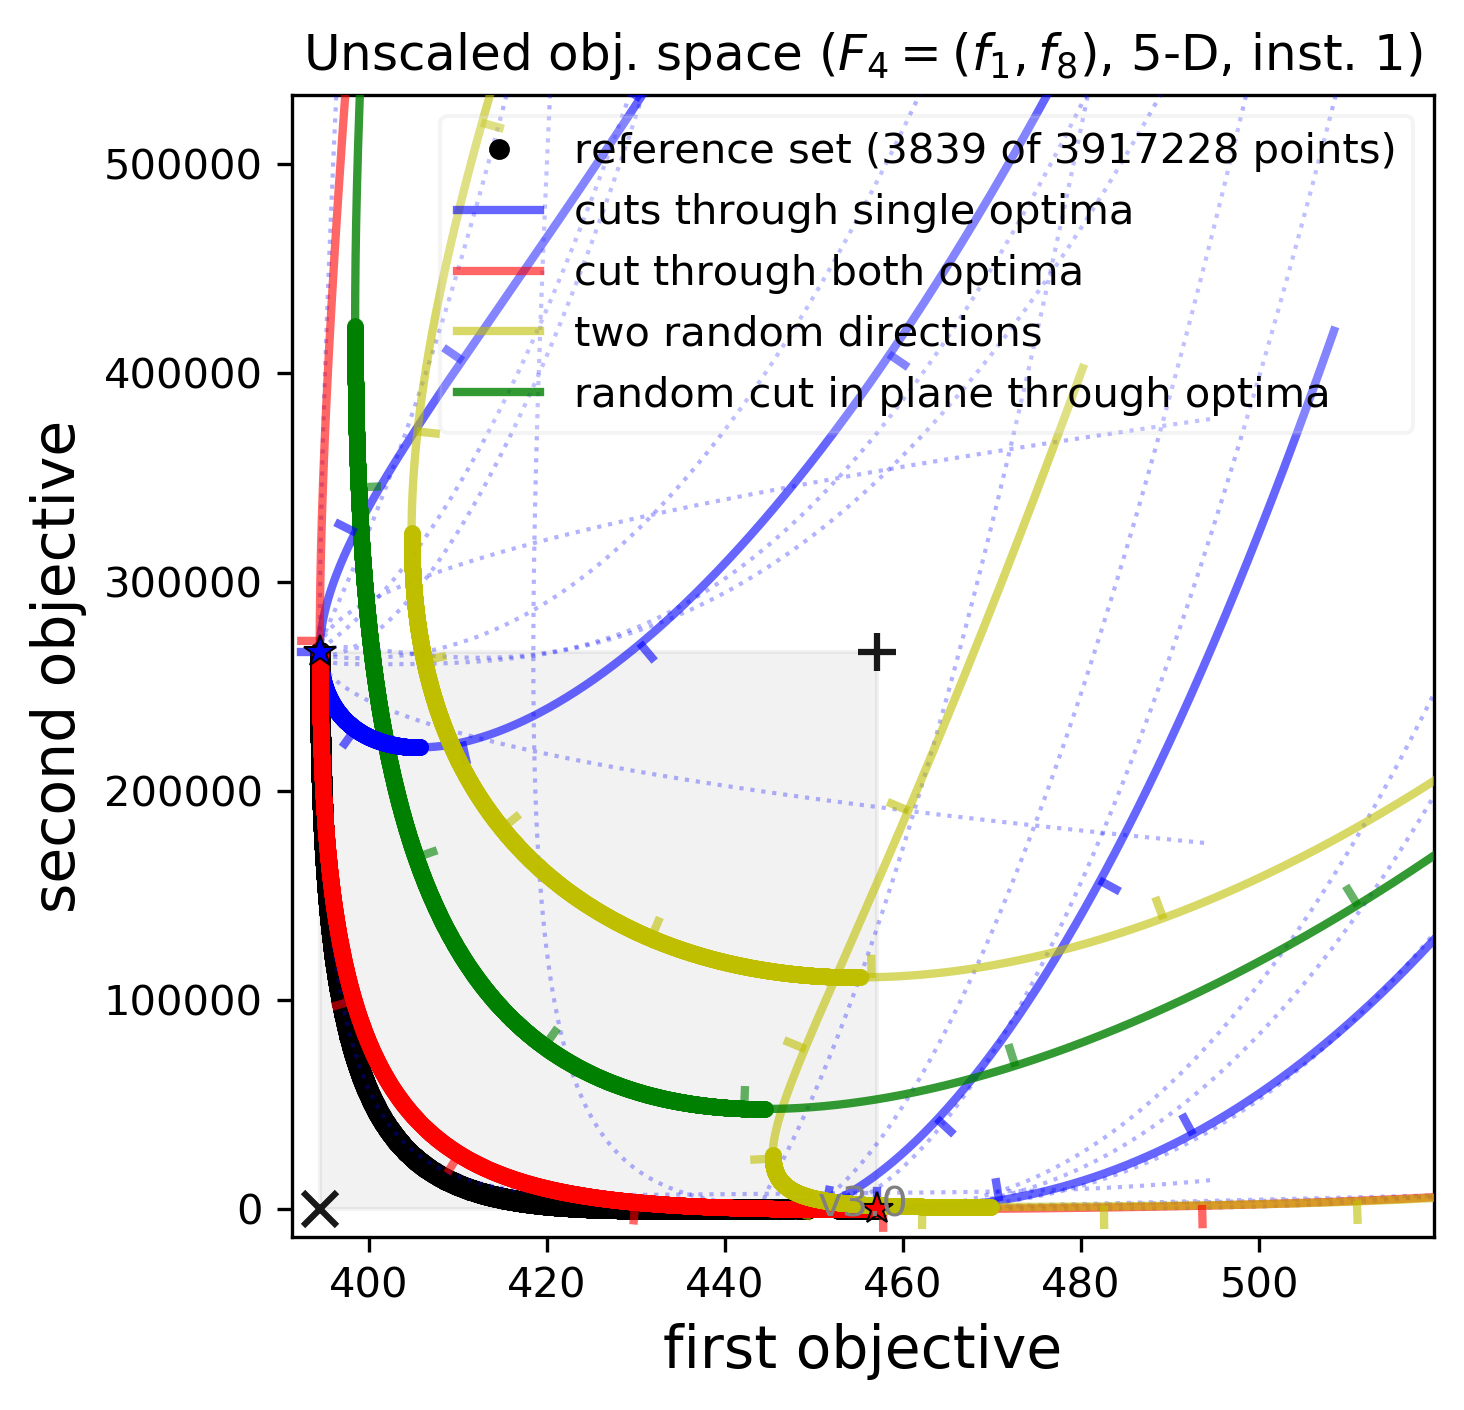 Unscaled obj. space (F₄ = (f₁, f₈), 5-D, inst. 1)
reference set (3839 of 3917228 points)
cuts through single optima
cut through both optima
two random directions
random cut in plane through optima
second objective
500000
400000
300000
200000
100000
0
v3.0
400 420 440 460 480 500
first objective